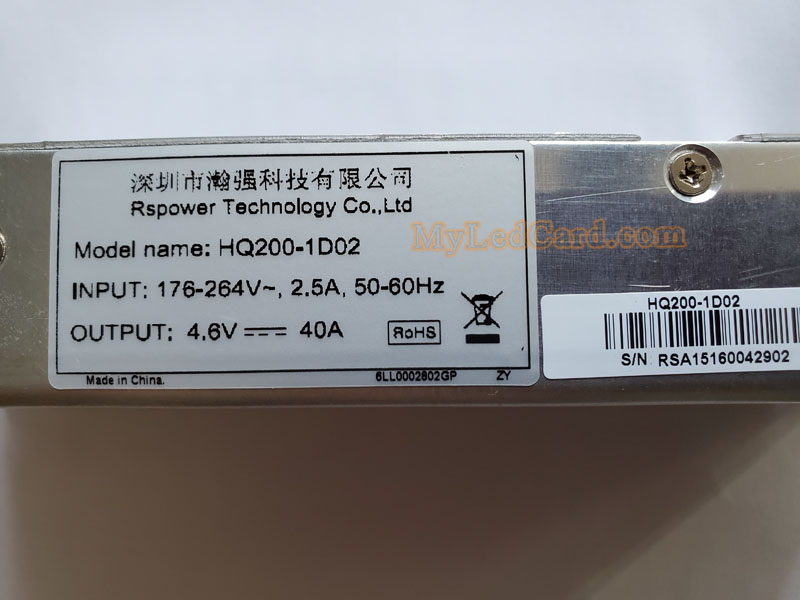 深圳市瀚强科技有限公司
Rspower Technology Co.,Ltd
MyLedCard.com
Model name: HQ200-1D02
INPUT: 176-264V~, 2.5A, 50-60Hz
OUTPUT: 4.6V⎓ 40A
RoHS
Made in China.
6LL0002802GP
ZY
HQ200-1D02
S/N: RSA15160042902